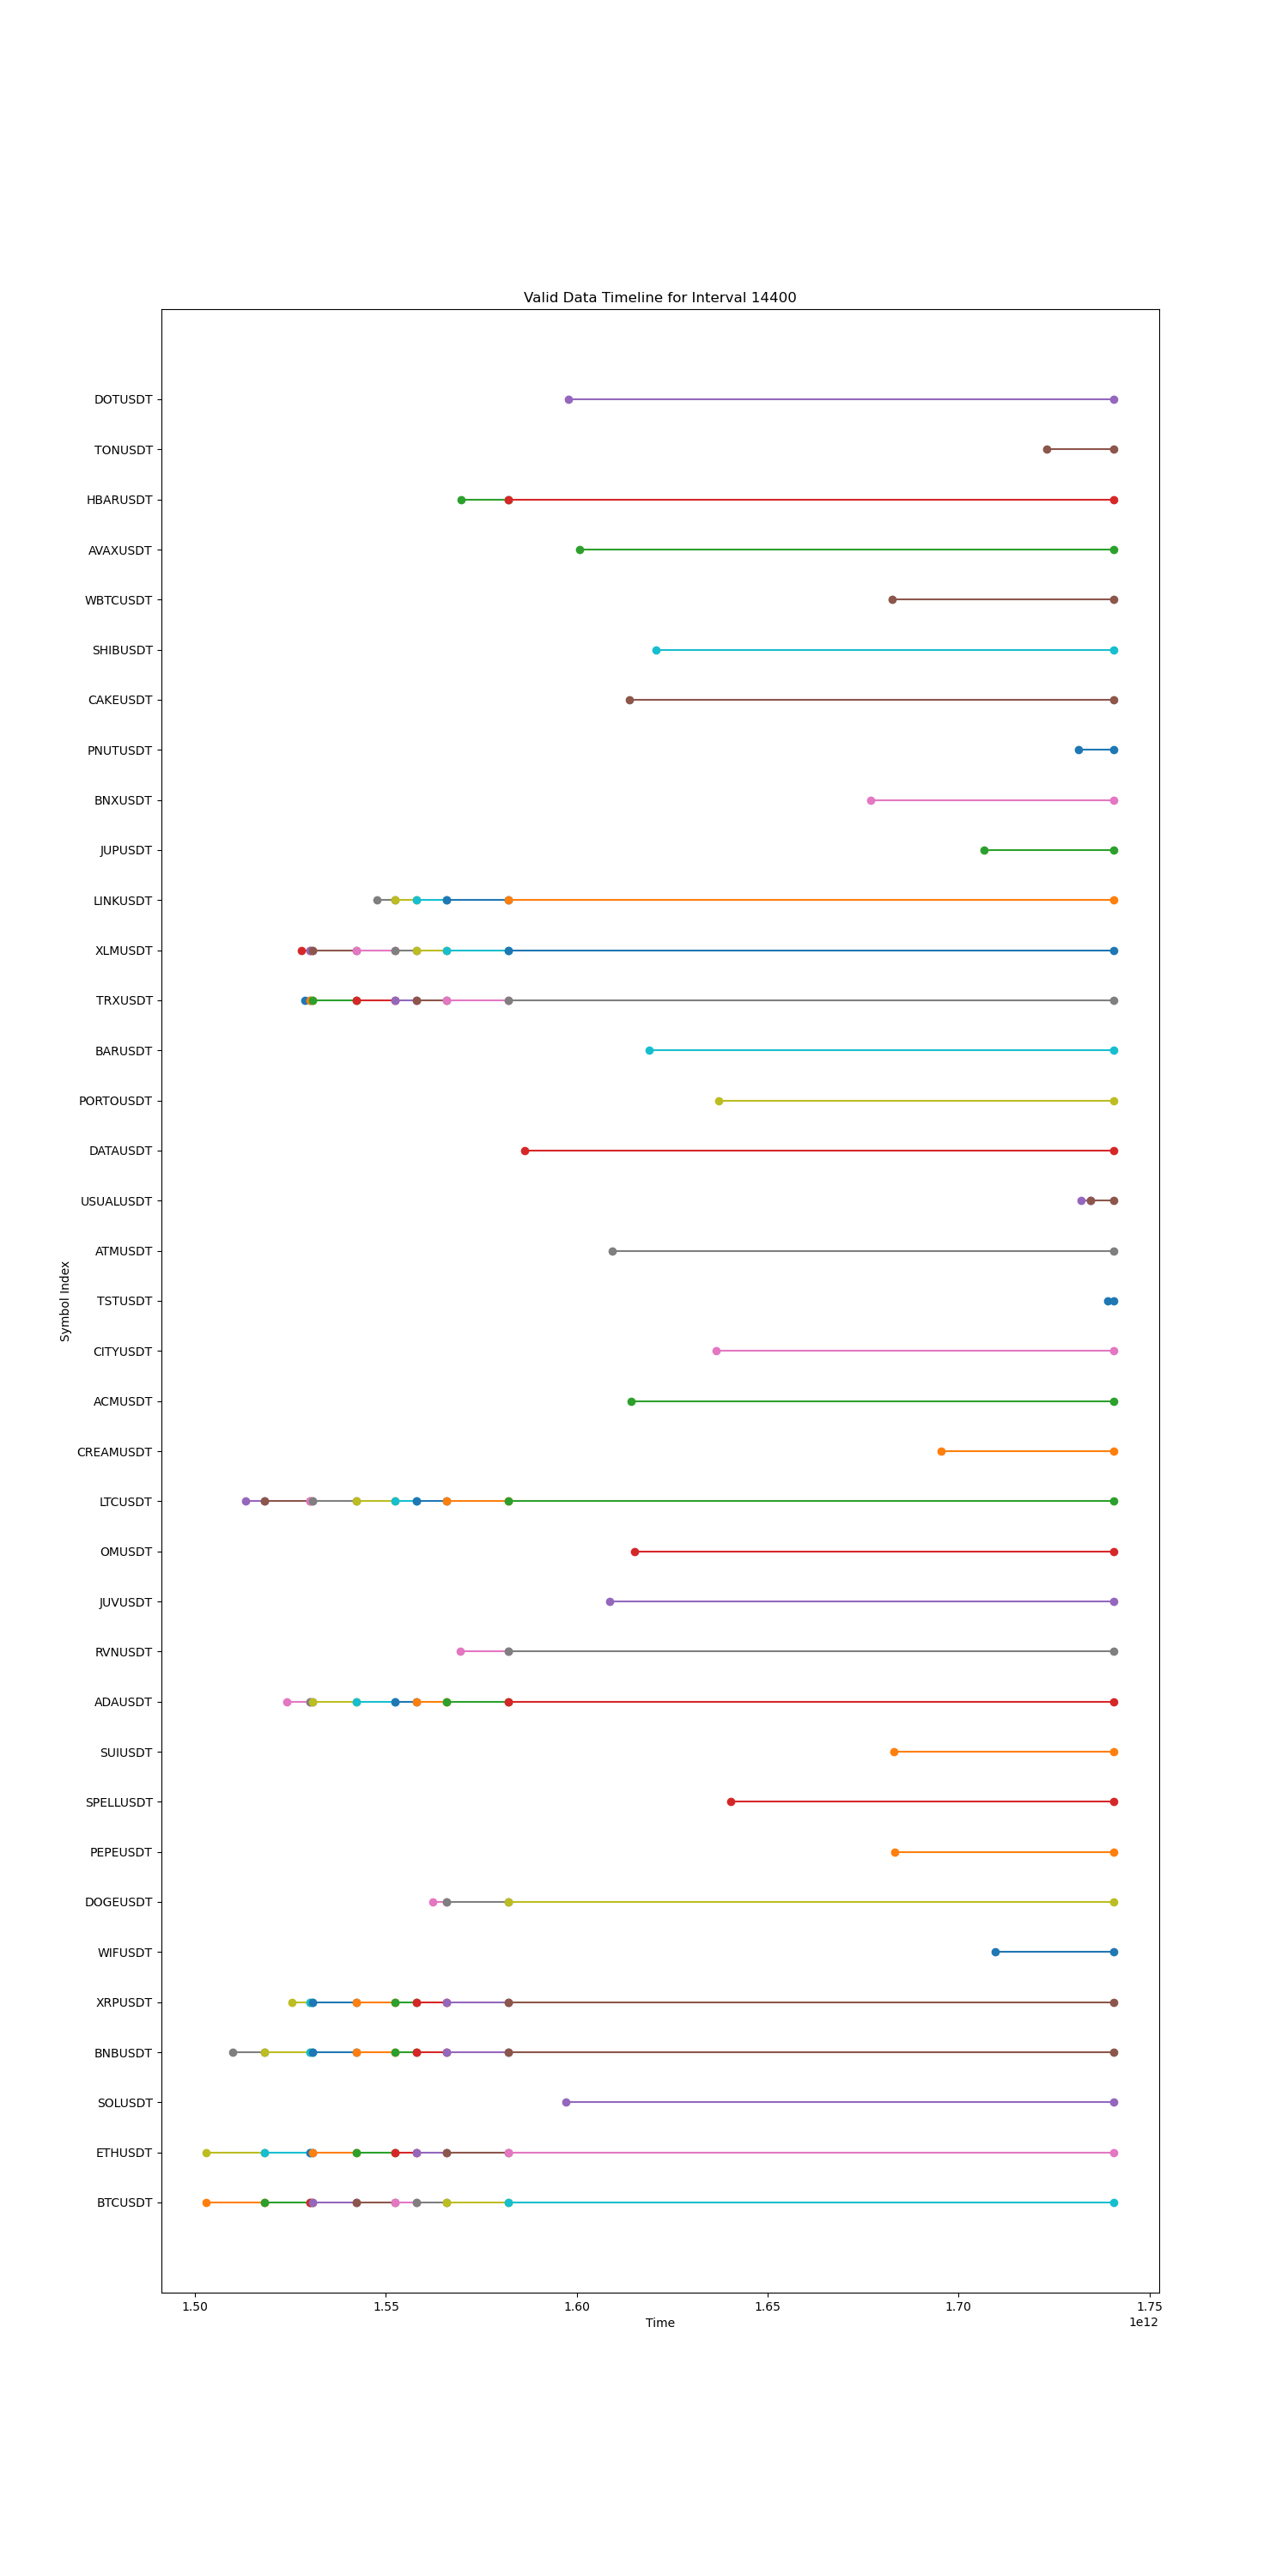 Valid Data Timeline for Interval 14400
DOTUSDT
TONUSDT
HBARUSDT
AVAXUSDT
WBTCUSDT
SHIBUSDT
CAKEUSDT
PNUTUSDT
BNXUSDT
JUPUSDT
LINKUSDT
XLMUSDT
TRXUSDT
BARUSDT
PORTOUSDT
DATAUSDT
USUALUSDT
ATMUSDT
TSTUSDT
CITYUSDT
ACMUSDT
CREAMUSDT
LTCUSDT
OMUSDT
JUVUSDT
RVNUSDT
ADAUSDT
SUIUSDT
SPELLUSDT
PEPEUSDT
DOGEUSDT
WIFUSDT
XRPUSDT
BNBUSDT
SOLUSDT
ETHUSDT
BTCUSDT
Symbol Index
1.50 1.55 1.60 1.65 1.70 1.75
Time
1e12